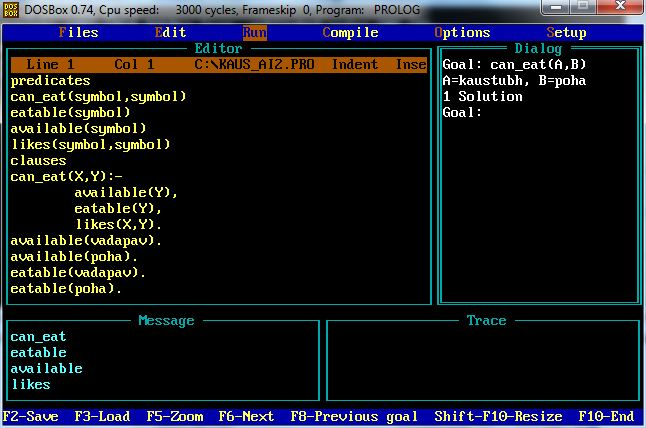 DOS BOX DOSBox 0.74, Cpu speed: 3000 cycles, Frameskip 0, Program: PROLOG
Files Edit Run Compile Options Setup
Editor
Line 1 Col 1 C:\KAUS_AI2.PRO Indent Inse
predicates
can_eat(symbol,symbol)
eatable(symbol)
available(symbol)
likes(symbol,symbol)
clauses
can_eat(X,Y):-
available(Y),
eatable(Y),
likes(X,Y).
available(vadapav).
available(poha).
eatable(vadapav).
eatable(poha).
Dialog
Goal: can_eat(A,B)
A=kaustubh, B=poha
1 Solution
Goal:
Message
can_eat
eatable
available
likes
Trace
F2-Save F3-Load F5-Zoom F6-Next F8-Previous goal Shift-F10-Resize F10-End